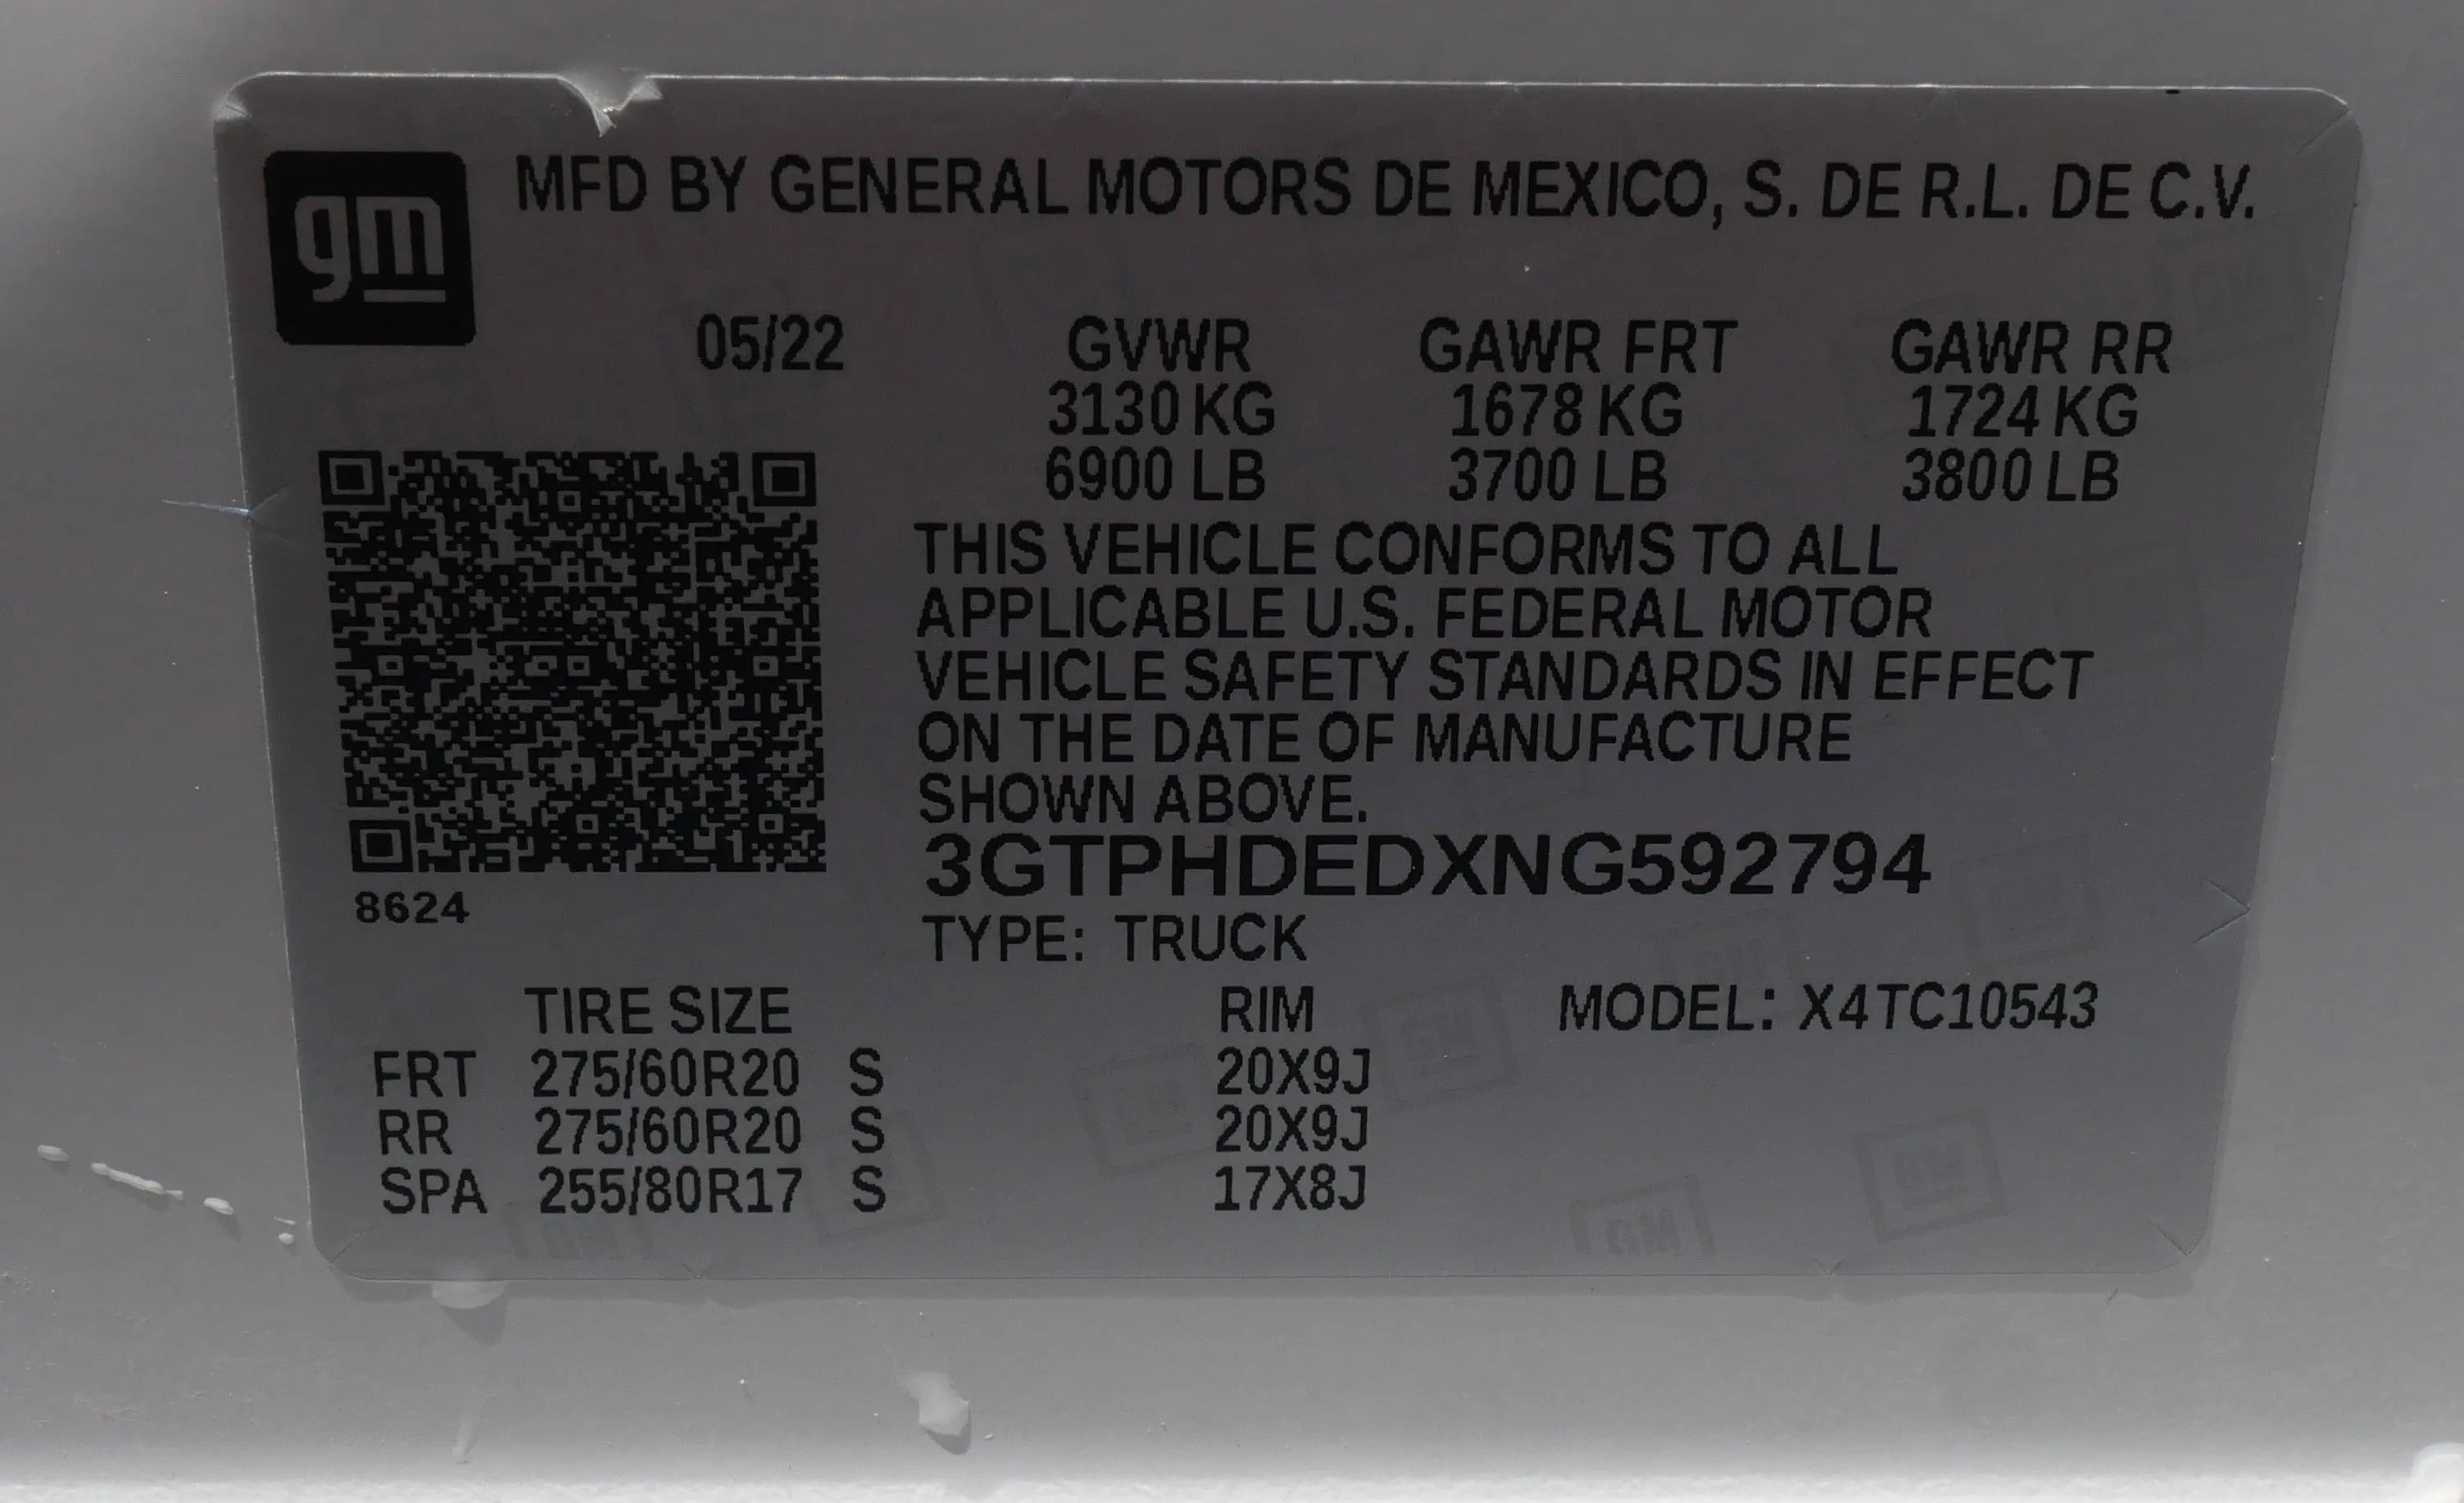 gm
MFD BY GENERAL MOTORS DE MEXICO, S. DE R.L. DE C.V.
05/22 GVWR GAWR FRT GAWR RR
3130 KG 1678 KG 1724 KG
6900 LB 3700 LB 3800 LB
THIS VEHICLE CONFORMS TO ALL
APPLICABLE U.S. FEDERAL MOTOR
VEHICLE SAFETY STANDARDS IN EFFECT
ON THE DATE OF MANUFACTURE
SHOWN ABOVE.
3GTPHDEDXNG592794
8624
TYPE: TRUCK
TIRE SIZE RIM MODEL: X4TC10543
FRT 275/60R20 S 20X9J
RR 275/60R20 S 20X9J
SPA 255/80R17 S 17X8J